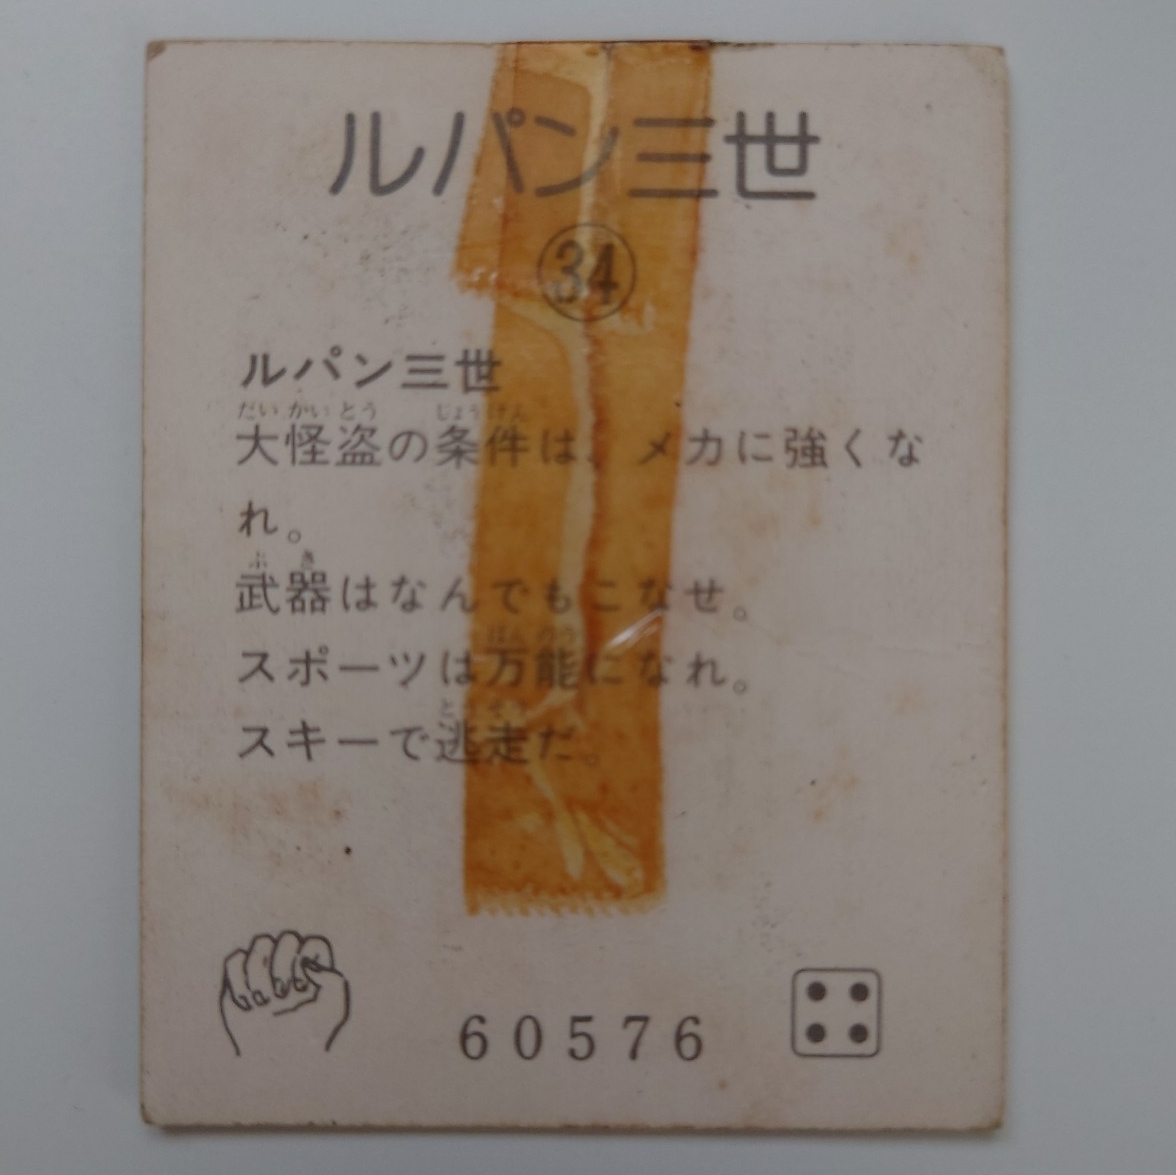 ルパン三世
34
ルパン三世
だい かい とう じょう けん
大怪盗の条件は、メカに強くな
れ。
ぶ き
武器はなんでもこなせ。
ばん のう
スポーツは万能になれ。
とう そう
スキーで逃走だ。
60576